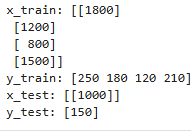 x_train: [[1800]
 [1200]
 [ 800]
 [1500]]
y_train: [250 180 120 210]
x_test: [[1000]]
y_test: [150]